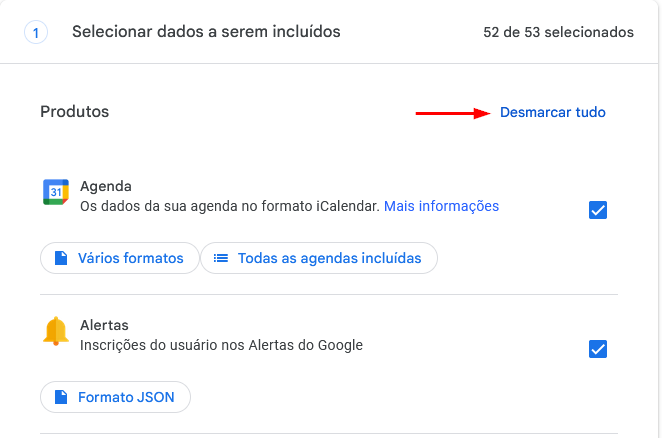 1 Selecionar dados a serem incluídos 52 de 53 selecionados
Produtos Desmarcar tudo
31 Agenda
Os dados da sua agenda no formato iCalendar. Mais informações
Vários formatos Todas as agendas incluídas
Alertas
Inscrições do usuário nos Alertas do Google
Formato JSON